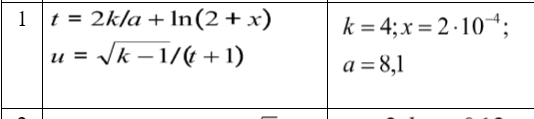 1
t = 2k/a + ln(2 + x)
u = √k – 1/(t + 1)
k = 4; x = 2·10⁻⁴;
a = 8,1